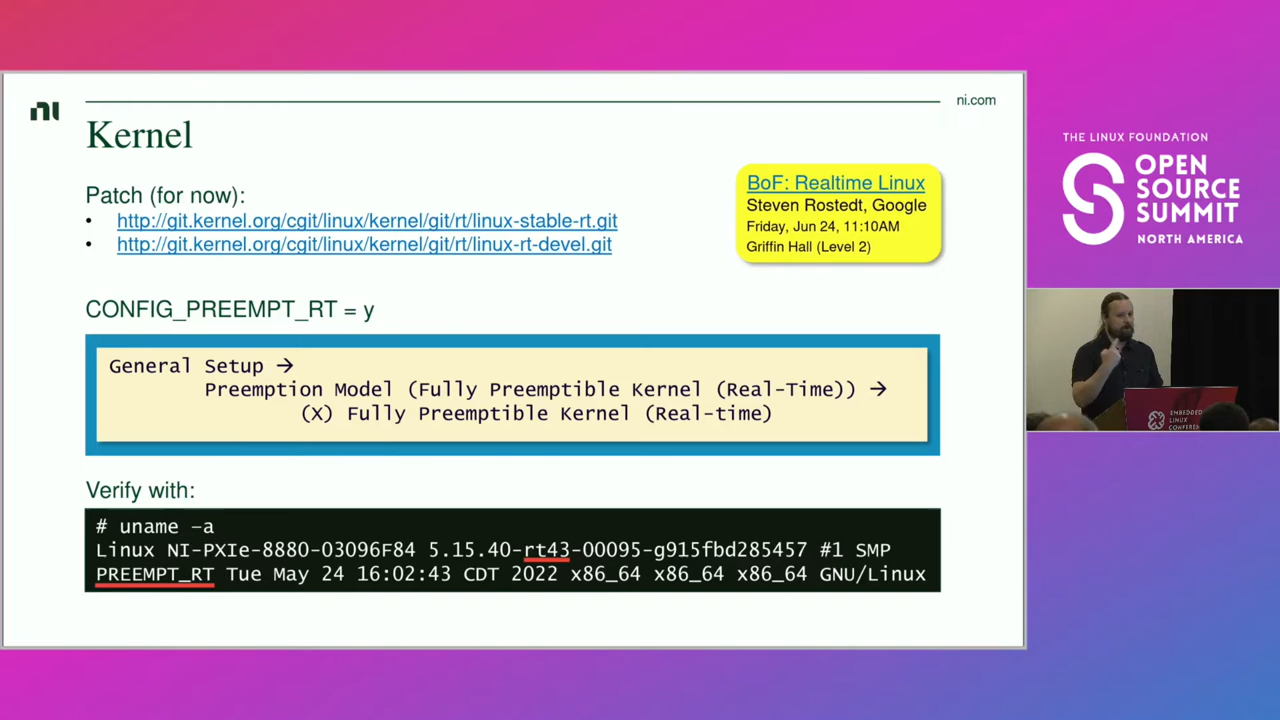 ni
ni.com
Kernel
Patch (for now):
• http://git.kernel.org/cgit/linux/kernel/git/rt/linux-stable-rt.git
• http://git.kernel.org/cgit/linux/kernel/git/rt/linux-rt-devel.git
BoF: Realtime Linux
Steven Rostedt, Google
Friday, Jun 24, 11:10AM
Griffin Hall (Level 2)
CONFIG_PREEMPT_RT = y
General Setup →
Preemption Model (Fully Preemptible Kernel (Real-Time)) →
(X) Fully Preemptible Kernel (Real-time)
Verify with:
# uname –a
Linux NI-PXIe-8880-03096F84 5.15.40-rt43-00095-g915fbd285457 #1 SMP
PREEMPT_RT Tue May 24 16:02:43 CDT 2022 x86_64 x86_64 x86_64 GNU/Linux
THE LINUX FOUNDATION
OPEN
SOURCE
SUMMIT
NORTH AMERICA
EMBEDDED
LINUX
CONFERE